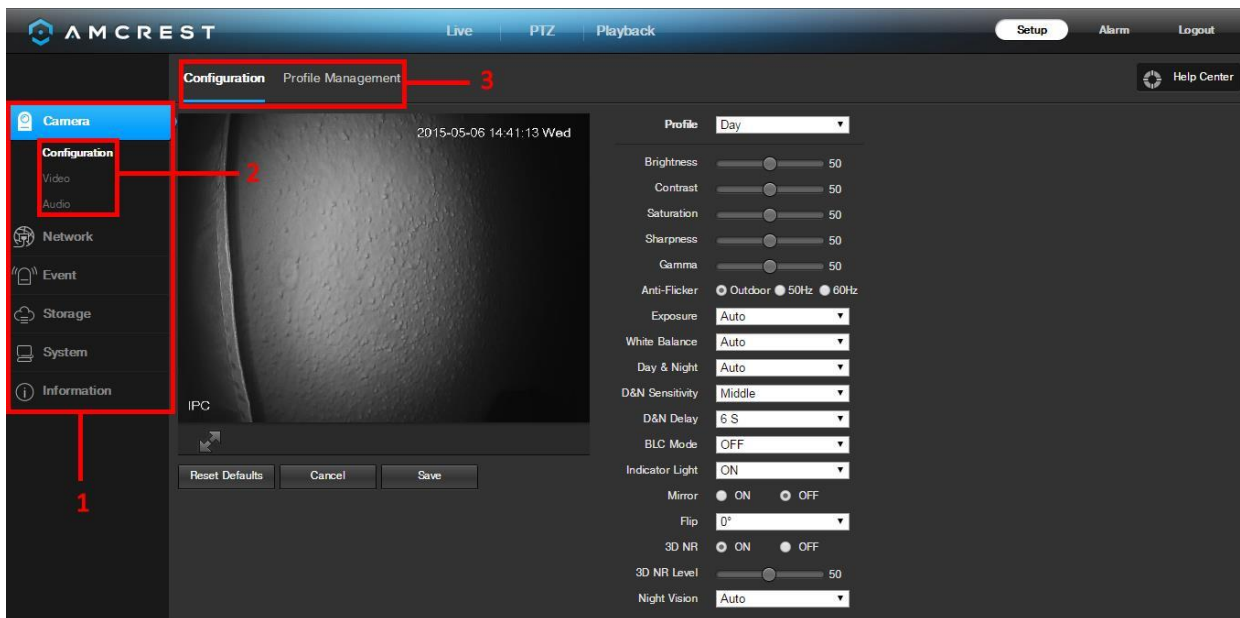 AMCREST
Live PTZ Playback
Setup Alarm Logout
Configuration Profile Management
3
Help Center
Camera
Configuration
Video
Audio
Network
Event
Storage
System
Information
1
2
2015-05-06 14:41:13 Wed
IPC
Reset Defaults Cancel Save
Profile Day
Brightness 50
Contrast 50
Saturation 50
Sharpness 50
Gamma 50
Anti-Flicker Outdoor 50Hz 60Hz
Exposure Auto
White Balance Auto
Day & Night Auto
D&N Sensitivity Middle
D&N Delay 6 S
BLC Mode OFF
Indicator Light ON
Mirror ON OFF
Flip 0°
3D NR ON OFF
3D NR Level 50
Night Vision Auto